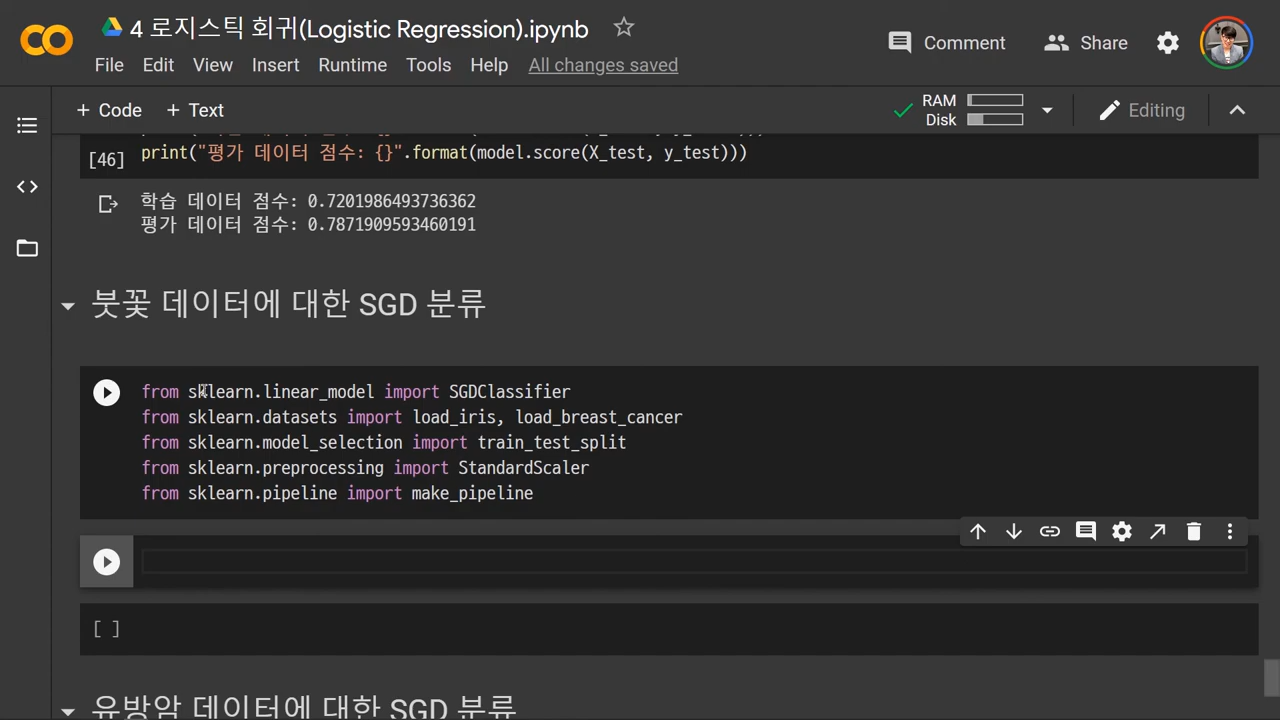 4 로지스틱 회귀(Logistic Regression).ipynb
Comment
Share
File Edit View Insert Runtime Tools Help All changes saved
+ Code + Text
RAM
Disk
Editing
[46]
print("평가 데이터 점수: {}".format(model.score(X_test, y_test)))
학습 데이터 점수: 0.7201986493736362
평가 데이터 점수: 0.7871909593460191
붓꽃 데이터에 대한 SGD 분류
from sklearn.linear_model import SGDClassifier
from sklearn.datasets import load_iris, load_breast_cancer
from sklearn.model_selection import train_test_split
from sklearn.preprocessing import StandardScaler
from sklearn.pipeline import make_pipeline
[ ]
유방암 데이터에 대한 SGD 분류